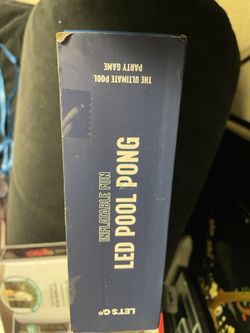 THE ULTIMATE POOL
PARTY GAME
INFLATABLE FUN
LED POOL PONG
LET'S GO